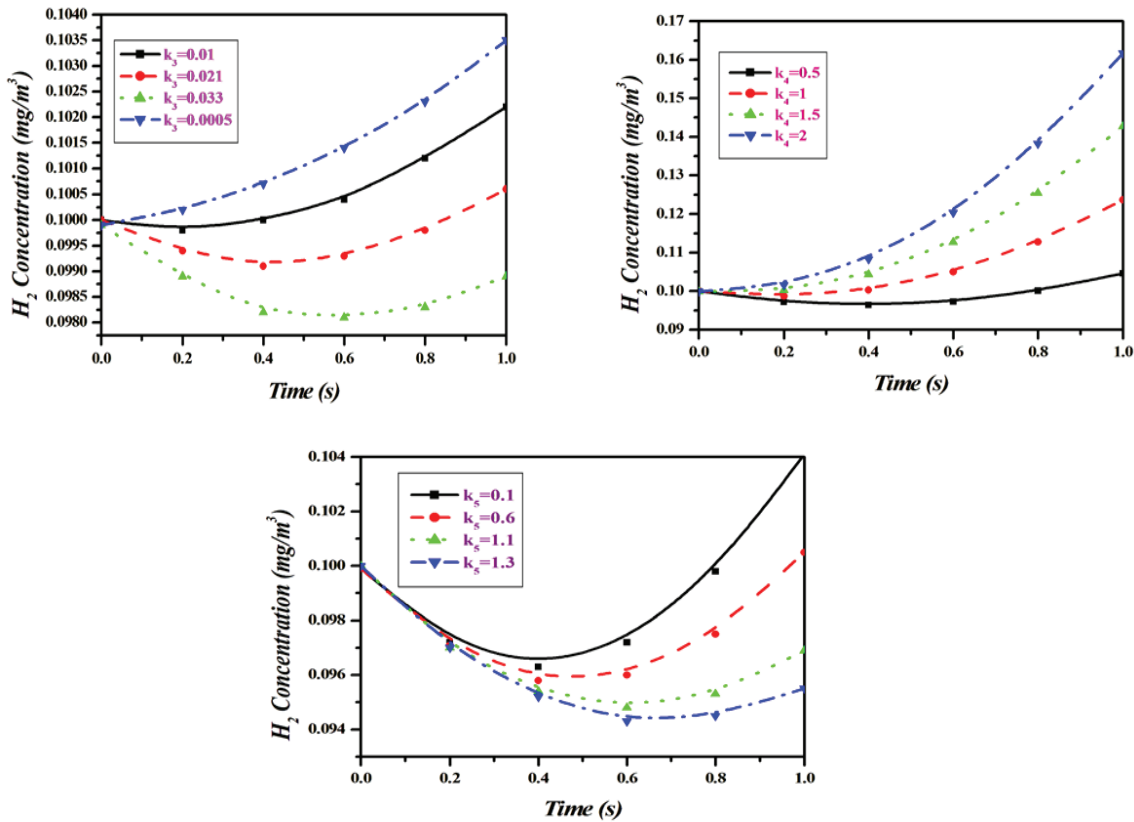 H2 Concentration (mg/m3)
0.1040
0.1035
0.1030
0.1025
0.1020
0.1015
0.1010
0.1005
0.1000
0.0995
0.0990
0.0985
0.0980
k3=0.01
k3=0.021
k3=0.033
k3=0.0005
0.0 0.2 0.4 0.6 0.8 1.0
Time (s)
H2 Concentration (mg/m3)
0.17
0.16
0.15
0.14
0.13
0.12
0.11
0.10
0.09
k4=0.5
k4=1
k4=1.5
k4=2
0.0 0.2 0.4 0.6 0.8 1.0
Time (s)
H2 Concentration (mg/m3)
0.104
0.102
0.100
0.098
0.096
0.094
k5=0.1
k5=0.6
k5=1.1
k5=1.3
0.0 0.2 0.4 0.6 0.8 1.0
Time (s)